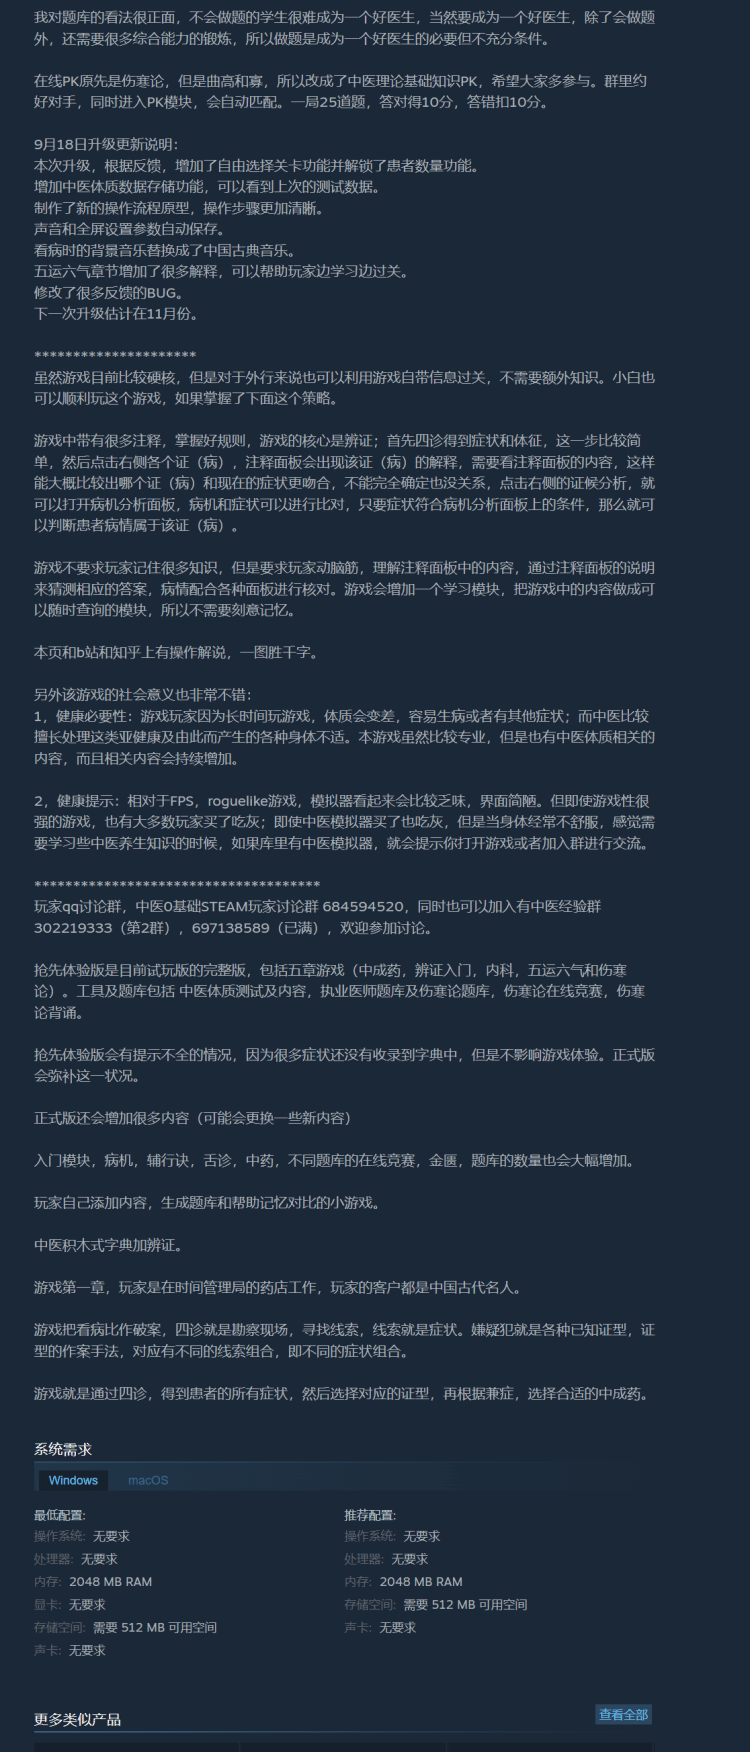 我对题库的看法很正面，不会做题的学生很难成为一个好医生，当然要成为一个好医生，除了会做题
外，还需要很多综合能力的锻炼，所以做题是成为一个好医生的必要但不充分条件。
在线PK原先是伤寒论，但是曲高和寡，所以改成了中医理论基础知识PK，希望大家多参与。群里约
好对手，同时进入PK模块，会自动匹配。一局25道题，答对得10分，答错扣10分。
9月18日升级更新说明：
本次升级，根据反馈，增加了自由选择关卡功能并解锁了患者数量功能。
增加中医体质数据存储功能，可以看到上次的测试数据。
制作了新的操作流程原型，操作步骤更加清晰。
声音和全屏设置参数自动保存。
看病时的背景音乐替换成了中国古典音乐。
五运六气章节增加了很多解释，可以帮助玩家边学习边过关。
修改了很多反馈的BUG。
下一次升级估计在11月份。
*********************
虽然游戏目前比较硬核，但是对于外行来说也可以利用游戏自带信息过关，不需要额外知识。小白也
可以顺利玩这个游戏，如果掌握了下面这个策略。
游戏中带有很多注释，掌握好规则，游戏的核心是辨证；首先四诊得到症状和体征，这一步比较简
单，然后点击右侧各个证（病），注释面板会出现该证（病）的解释，需要看注释面板的内容，这样
能大概比较出哪个证（病）和现在的症状更吻合，不能完全确定也没关系，点击右侧的证候分析，就
可以打开病机分析面板，病机和症状可以进行比对，只要症状符合病机分析面板上的条件，那么就可
以判断患者病情属于该证（病）。
游戏不要求玩家记住很多知识，但是要求玩家动脑筋，理解注释面板中的内容，通过注释面板的说明
来猜测相应的答案，病情配合各种面板进行核对。游戏会增加一个学习模块，把游戏中的内容做成可
以随时查询的模块，所以不需要刻意记忆。
本页和b站和知乎上有操作解说，一图胜千字。
另外该游戏的社会意义也非常不错：
1，健康必要性：游戏玩家因为长时间玩游戏，体质会变差，容易生病或者有其他症状；而中医比较
擅长处理这类亚健康及由此而产生的各种身体不适。本游戏虽然比较专业，但是也有中医体质相关的
内容，而且相关内容会持续增加。
2，健康提示：相对于FPS，roguelike游戏，模拟器看起来会比较乏味，界面简陋。但即使游戏性很
强的游戏，也有大多数玩家买了吃灰；即使中医模拟器买了也吃灰，但是当身体经常不舒服，感觉需
要学习些中医养生知识的时候，如果库里有中医模拟器，就会提示你打开游戏或者加入群进行交流。
*************************************
玩家qq讨论群，中医0基础STEAM玩家讨论群 684594520，同时也可以加入有中医经验群
302219333（第2群），697138589（已满），欢迎参加讨论。
抢先体验版是目前试玩版的完整版，包括五章游戏（中成药，辨证入门，内科，五运六气和伤寒
论）。工具及题库包括 中医体质测试及内容，执业医师题库及伤寒论题库，伤寒论在线竞赛，伤寒
论背诵。
抢先体验版会有提示不全的情况，因为很多症状还没有收录到字典中，但是不影响游戏体验。正式版
会弥补这一状况。
正式版还会增加很多内容（可能会更换一些新内容）
入门模块，病机，辅行诀，舌诊，中药，不同题库的在线竞赛，金匮，题库的数量也会大幅增加。
玩家自己添加内容，生成题库和帮助记忆对比的小游戏。
中医积木式字典加辨证。
游戏第一章，玩家是在时间管理局的药店工作，玩家的客户都是中国古代名人。
游戏把看病比作破案，四诊就是勘察现场，寻找线索，线索就是症状。嫌疑犯就是各种已知证型，证
型的作案手法，对应有不同的线索组合，即不同的症状组合。
游戏就是通过四诊，得到患者的所有症状，然后选择对应的证型，再根据兼症，选择合适的中成药。
系统需求
Windows macOS
最低配置:
操作系统: 无要求
处理器: 无要求
内存: 2048 MB RAM
显卡: 无要求
存储空间: 需要 512 MB 可用空间
声卡: 无要求
推荐配置:
操作系统: 无要求
处理器: 无要求
内存: 2048 MB RAM
存储空间: 需要 512 MB 可用空间
声卡: 无要求
更多类似产品 查看全部